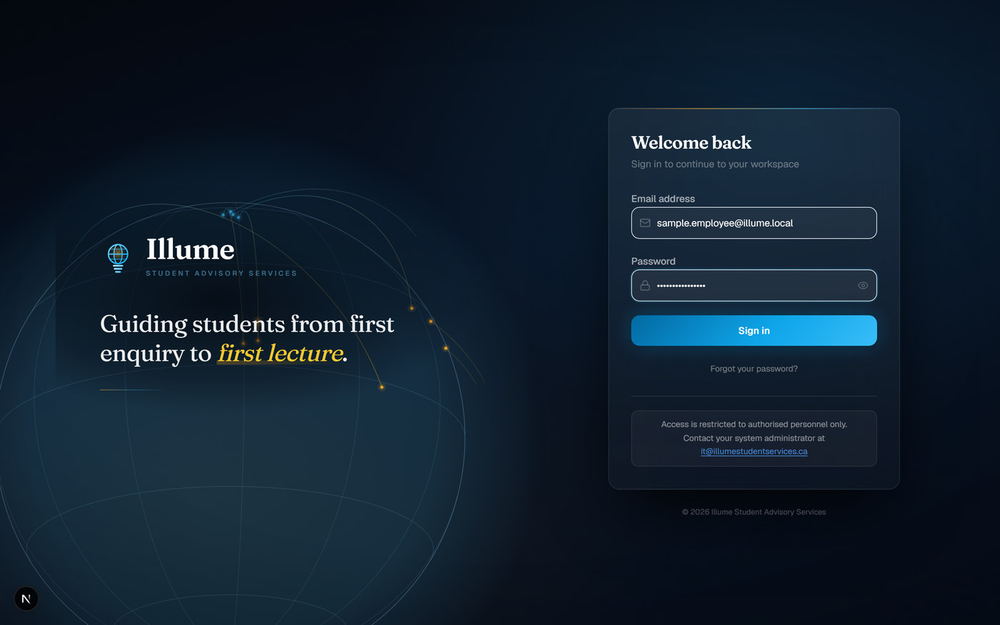 Illume
STUDENT ADVISORY SERVICES
Guiding students from first
enquiry to first lecture.
Welcome back
Sign in to continue to your workspace
Email address
sample.employee@illume.local
Password
••••••••••••••••
Sign in
Forgot your password?
Access is restricted to authorised personnel only.
Contact your system administrator at
it@illumestudentservices.ca
© 2026 Illume Student Advisory Services
N